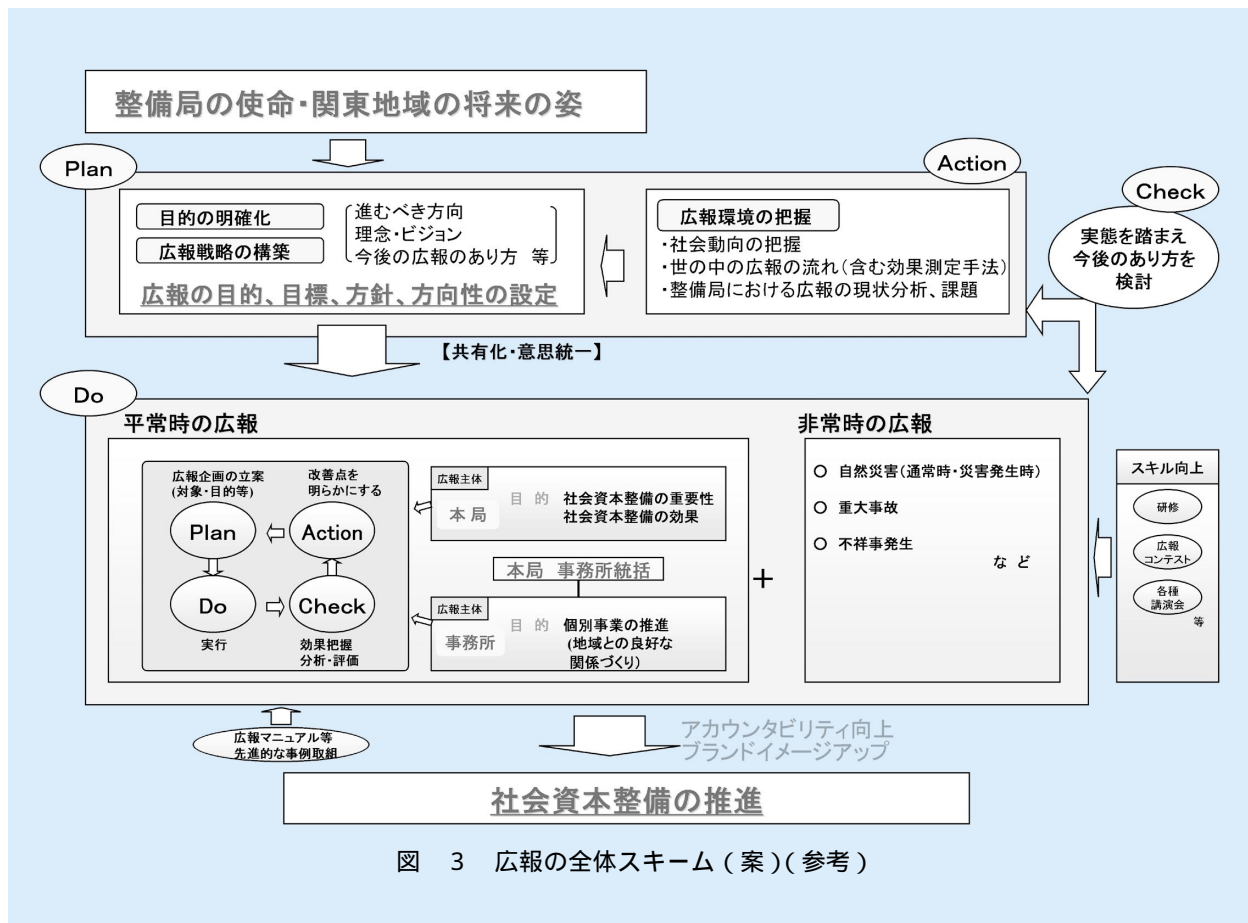 整備局の使命・関東地域の将来の姿
Plan
Action
Check
目的の明確化
広報戦略の構築
進むべき方向
理念・ビジョン
今後の広報のあり方 等
広報の目的、目標、方針、方向性の設定
広報環境の把握
・社会動向の把握
・世の中の広報の流れ(含む効果測定手法)
・整備局における広報の現状分析、課題
実態を踏まえ
今後のあり方を
検討
【共有化・意思統一】
Do
平常時の広報
広報企画の立案
(対象・目的等)
改善点を
明らかにする
Plan
Action
Do
Check
実行
効果把握
分析・評価
広報主体
本局
目的 社会資本整備の重要性
社会資本整備の効果
本局 事務所統括
広報主体
事務所
目的 個別事業の推進
(地域との良好な
関係づくり)
+
非常時の広報
○ 自然災害(通常時・災害発生時)
○ 重大事故
○ 不祥事発生
など
スキル向上
研修
広報
コンテスト
各種
講演会
等
広報マニュアル等
先進的な事例取組
アカウンタビリティ向上
ブランドイメージアップ
社会資本整備の推進
図 3 広報の全体スキーム(案)(参考)